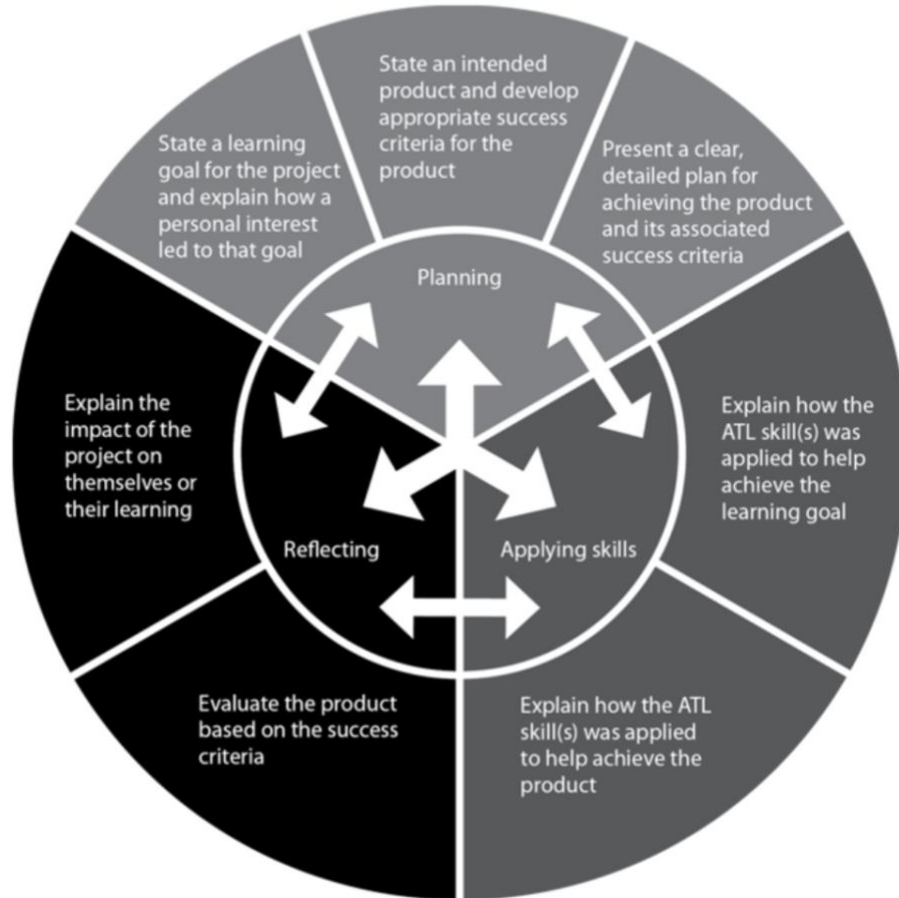 State an intended
product and develop
appropriate success
criteria for the
product
State a learning
goal for the project
and explain how a
personal interest
led to that goal
Present a clear,
detailed plan for
achieving the product
and its associated
success criteria
Planning
Explain the
impact of the
project on
themselves or
their learning
Explain how the
ATL skill(s) was
applied to help
achieve the
learning goal
Reflecting
Applying skills
Evaluate the product
based on the success
criteria
Explain how the ATL
skill(s) was applied
to help achieve the
product